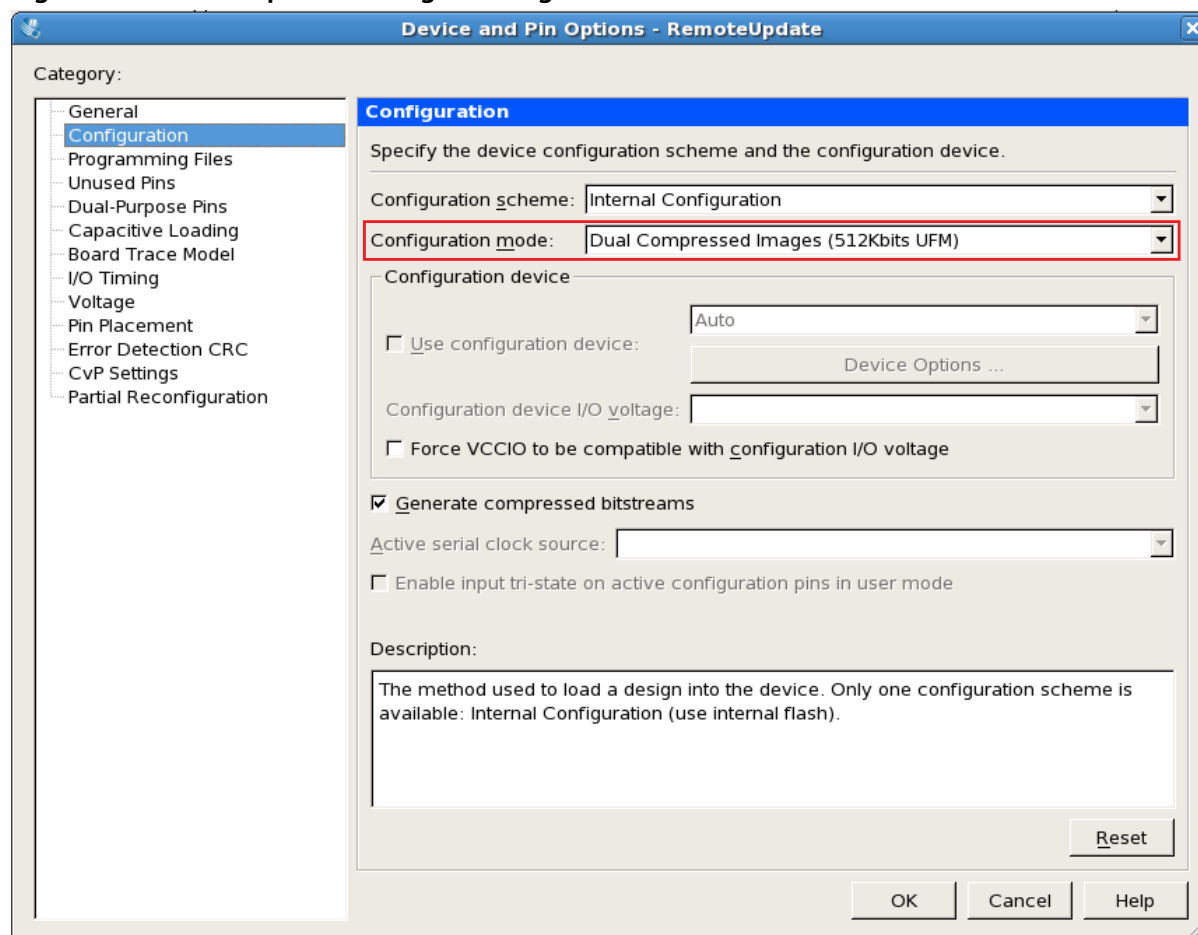 Device and Pin Options - RemoteUpdate
Category:
General
Configuration
Programming Files
Unused Pins
Dual-Purpose Pins
Capacitive Loading
Board Trace Model
I/O Timing
Voltage
Pin Placement
Error Detection CRC
CvP Settings
Partial Reconfiguration
Configuration
Specify the device configuration scheme and the configuration device.
Configuration scheme: Internal Configuration
Configuration mode: Dual Compressed Images (512Kbits UFM)
Configuration device
Auto
Use configuration device:
Device Options ...
Configuration device I/O voltage:
Force VCCIO to be compatible with configuration I/O voltage
Generate compressed bitstreams
Active serial clock source:
Enable input tri-state on active configuration pins in user mode
Description:
The method used to load a design into the device. Only one configuration scheme is
available: Internal Configuration (use internal flash).
Reset
OK Cancel Help